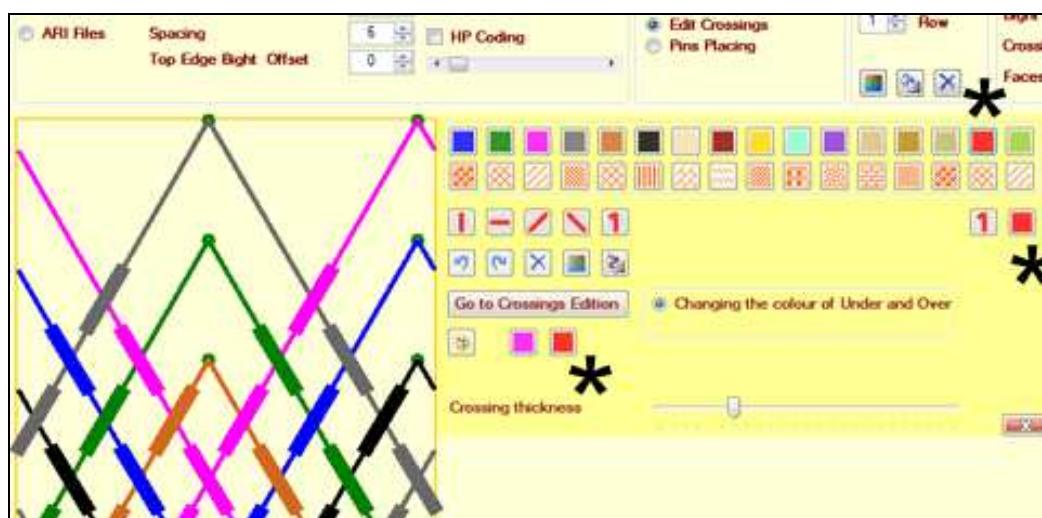 ARI Files
Spacing
6
HP Coding
Edit Crossings
1
Row
Top Edge Bight Offset
0
Pins Placing
Faces
*
1
1
*
Go to Crossings Edition
Changing the colour of Under and Over
*
Crossing thickness
X